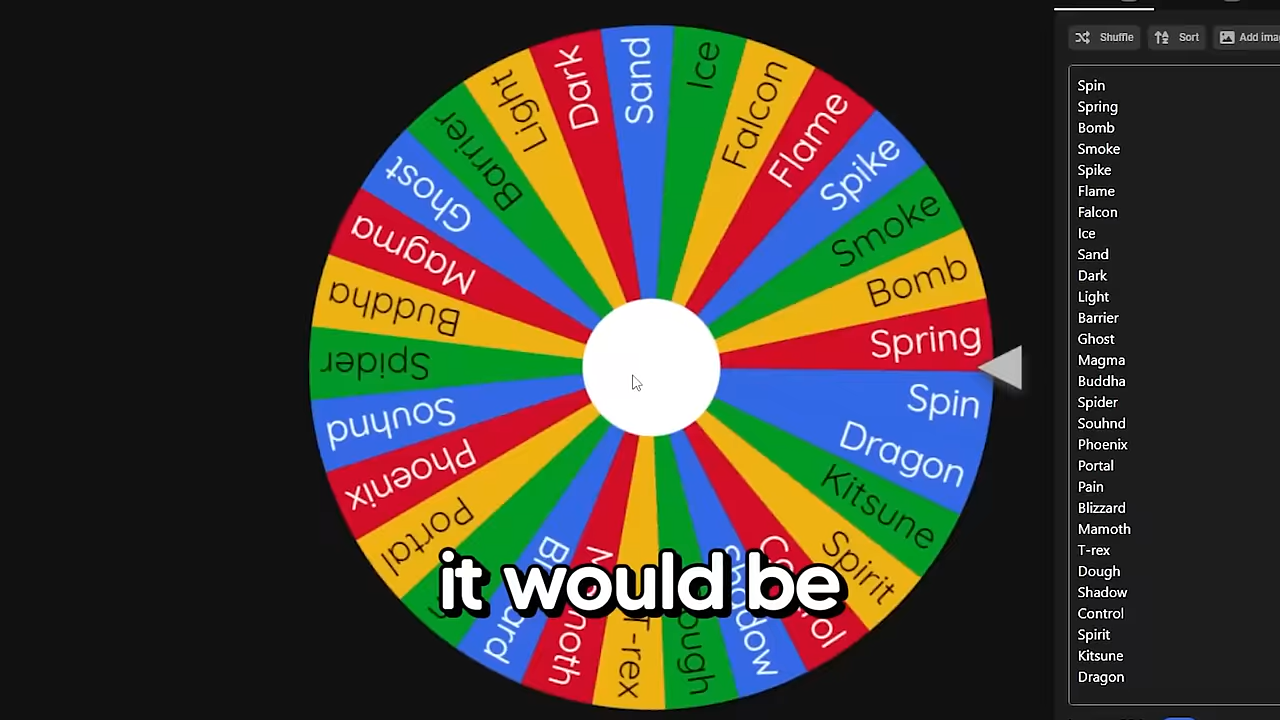 Shuffle
Sort
Add
Spin
Spring
Bomb
Smoke
Spike
Flame
Falcon
Ice
Sand
Dark
Light
Barrier
Ghost
Magma
Buddha
Spider
Souhnd
Phoenix
Portal
Pain
Blizzard
Mamoth
T-rex
Dough
Shadow
Control
Spirit
Kitsune
Dragon
Dark
Sand
Ice
Falcon
Flame
Spike
Smoke
Bomb
Spring
Spin
Dragon
Kitsune
Spirit
Shadow
T-rex
Portal
Phoenix
Souhnd
Spider
Buddha
Magma
Ghost
Barrier
Light
it would be